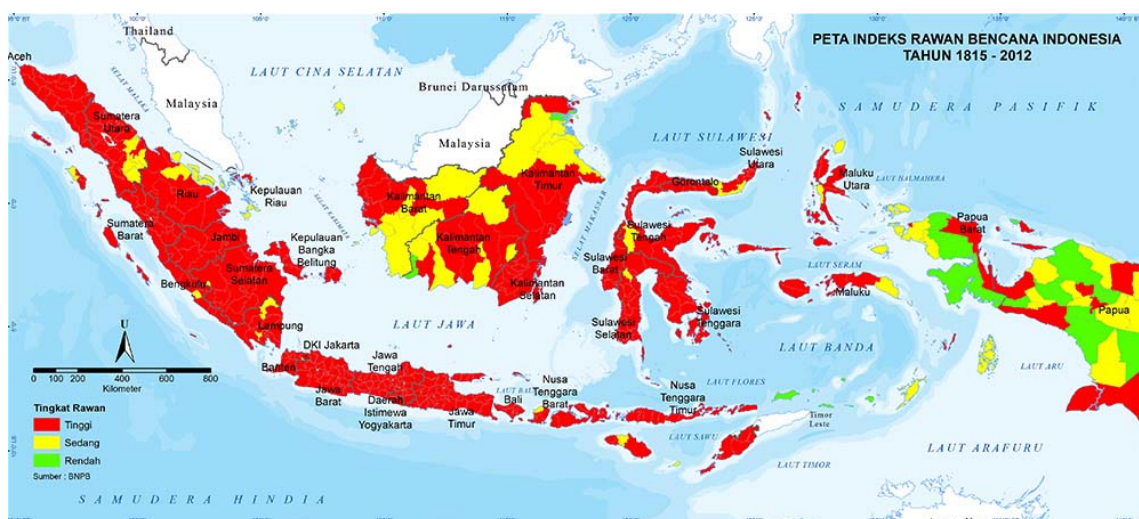 PETA INDEKS RAWAN BENCANA INDONESIA
TAHUN 1815 - 2012
Thailand
Aceh
LAUT CINA SELATAN
Brunei Darussalam
SAMUDERA PASIFIK
SELAT MALAKA
Malaysia
Sumatera
Utara
Malaysia
LAUT SULAWESI
Sulawesi
Utara
Kalimantan
Timur
Gorontalo
Maluku
Utara
LAUT HALMAHERA
Riau
Kepulauan
Riau
Kalimantan
Barat
SELAT MAKASSAR
Sumatera
Barat
Papua
Barat
Jambi
Kepulauan
Bangka
Belitung
Kalimantan
Tengah
Sulawesi
Tengah
Sulawesi
Barat
LAUT SERAM
Bengkulu
Sumatera
Selatan
Kalimantan
Selatan
Maluku
Papua
Lampung
LAUT JAWA
Sulawesi
Selatan
Sulawesi
Tenggara
LAUT BANDA
U
DKI Jakarta
Banten
Jawa
Tengah
LAUT ARU
0 100 200 400 600 800
Kilometer
Jawa
Barat
Daerah
Istimewa
Yogyakarta
Jawa
Timur
Bali
Nusa
Tenggara
Barat
LAUT FLORES
Nusa
Tenggara
Timur
Timor
Leste
Tingkat Rawan
Tinggi
Sedang
Rendah
Sumber : BNPB
LAUT SAWU
LAUT TIMOR
LAUT ARAFURU
SAMUDERA HINDIA